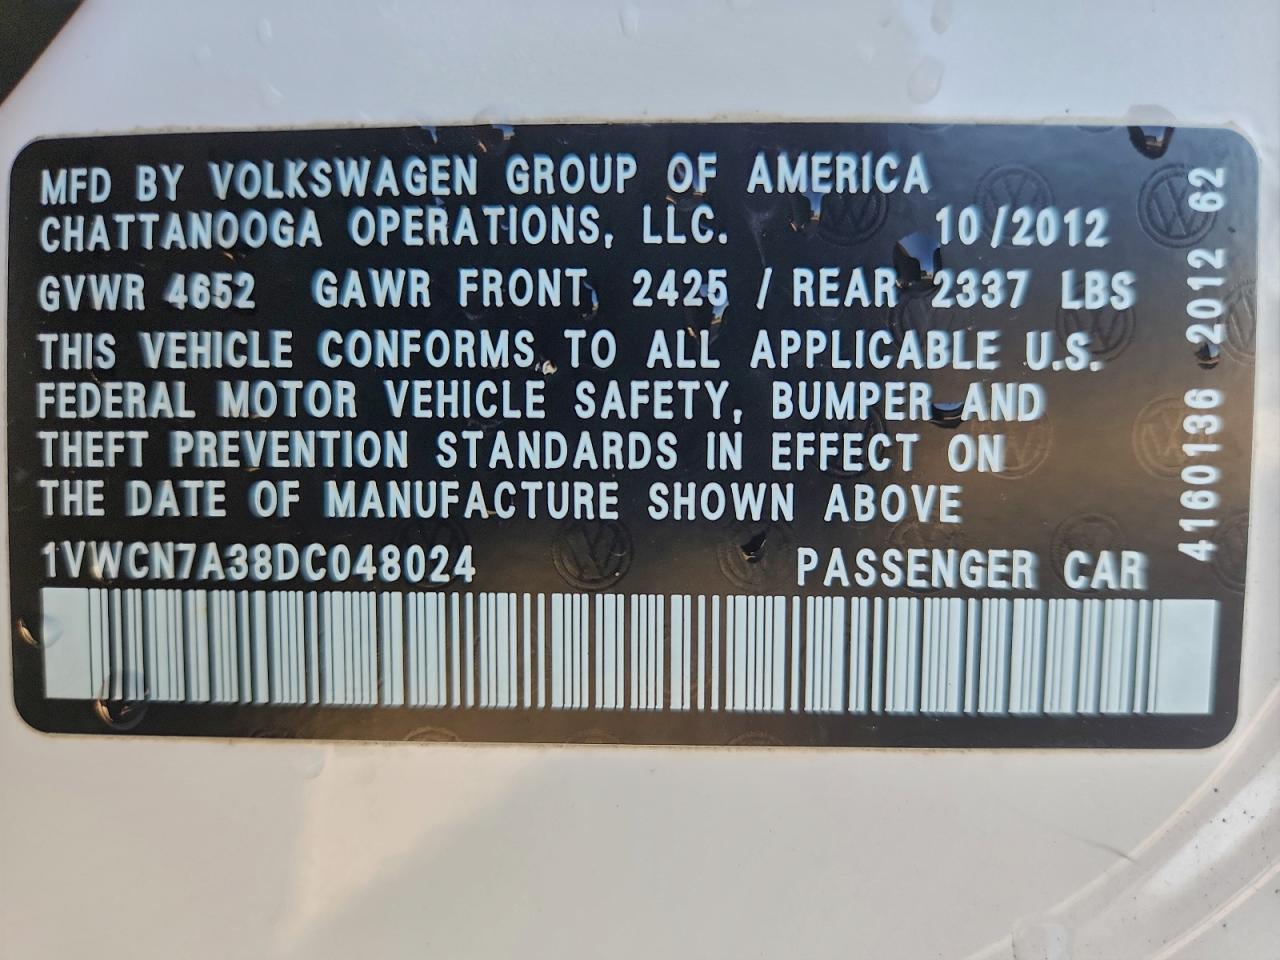 MFD BY VOLKSWAGEN GROUP OF AMERICA
CHATTANOOGA OPERATIONS, LLC. 10/2012
GVWR 4652 GAWR FRONT 2425 / REAR 2337 LBS
THIS VEHICLE CONFORMS TO ALL APPLICABLE U.S.
FEDERAL MOTOR VEHICLE SAFETY, BUMPER AND
THEFT PREVENTION STANDARDS IN EFFECT ON
THE DATE OF MANUFACTURE SHOWN ABOVE
1VWCN7A38DC048024 PASSENGER CAR
4160136 2012 62